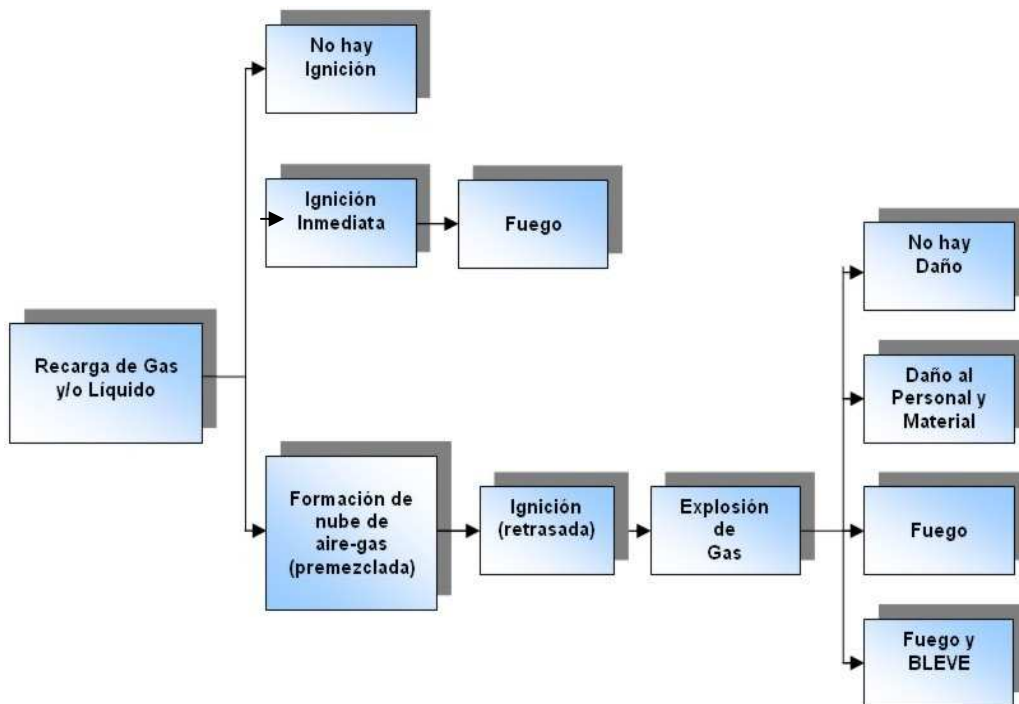 No hay
Ignición
Ignición
Inmediata
Fuego
Recarga de Gas
y/o Líquido
Formación de
nube de
aire-gas
(premezclada)
Ignición
(retrasada)
Explosión
de
Gas
No hay
Daño
Daño al
Personal y
Material
Fuego
Fuego y
BLEVE